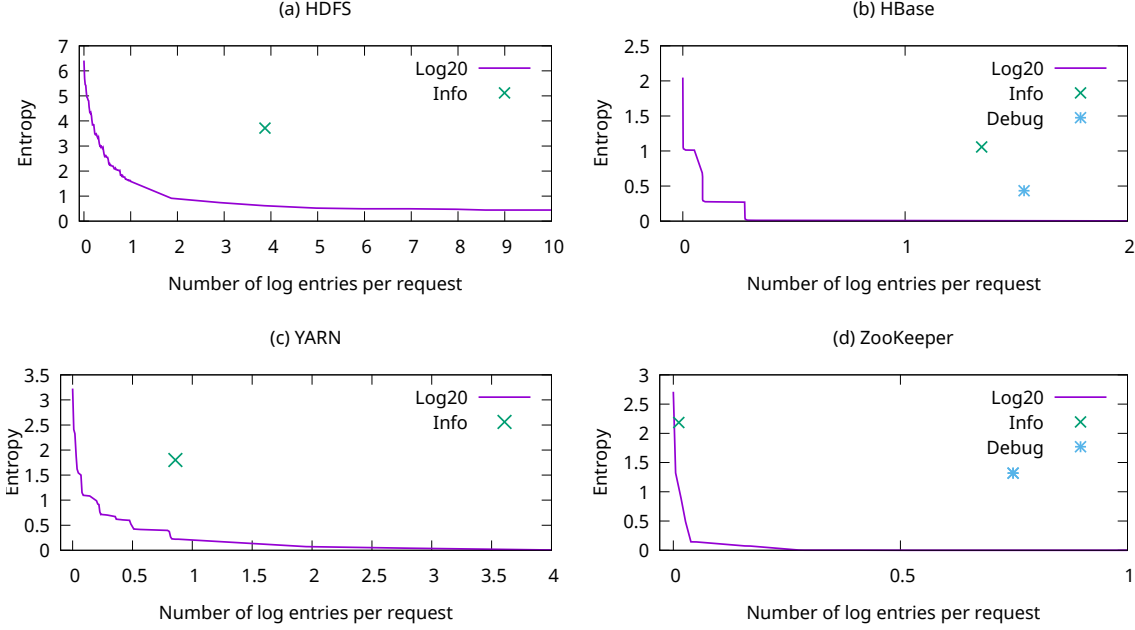 (a) HDFS
7
6
5
4
3
2
1
0
Entropy
Log20
Info
0 1 2 3 4 5 6 7 8 9 10
Number of log entries per request
(b) HBase
2.5
2
1.5
1
0.5
0
Entropy
Log20
Info
Debug
0 1 2
Number of log entries per request
(c) YARN
3.5
3
2.5
2
1.5
1
0.5
0
Entropy
Log20
Info
0 0.5 1 1.5 2 2.5 3 3.5 4
Number of log entries per request
(d) ZooKeeper
3
2.5
2
1.5
1
0.5
0
Entropy
Log20
Info
Debug
0 0.5 1
Number of log entries per request